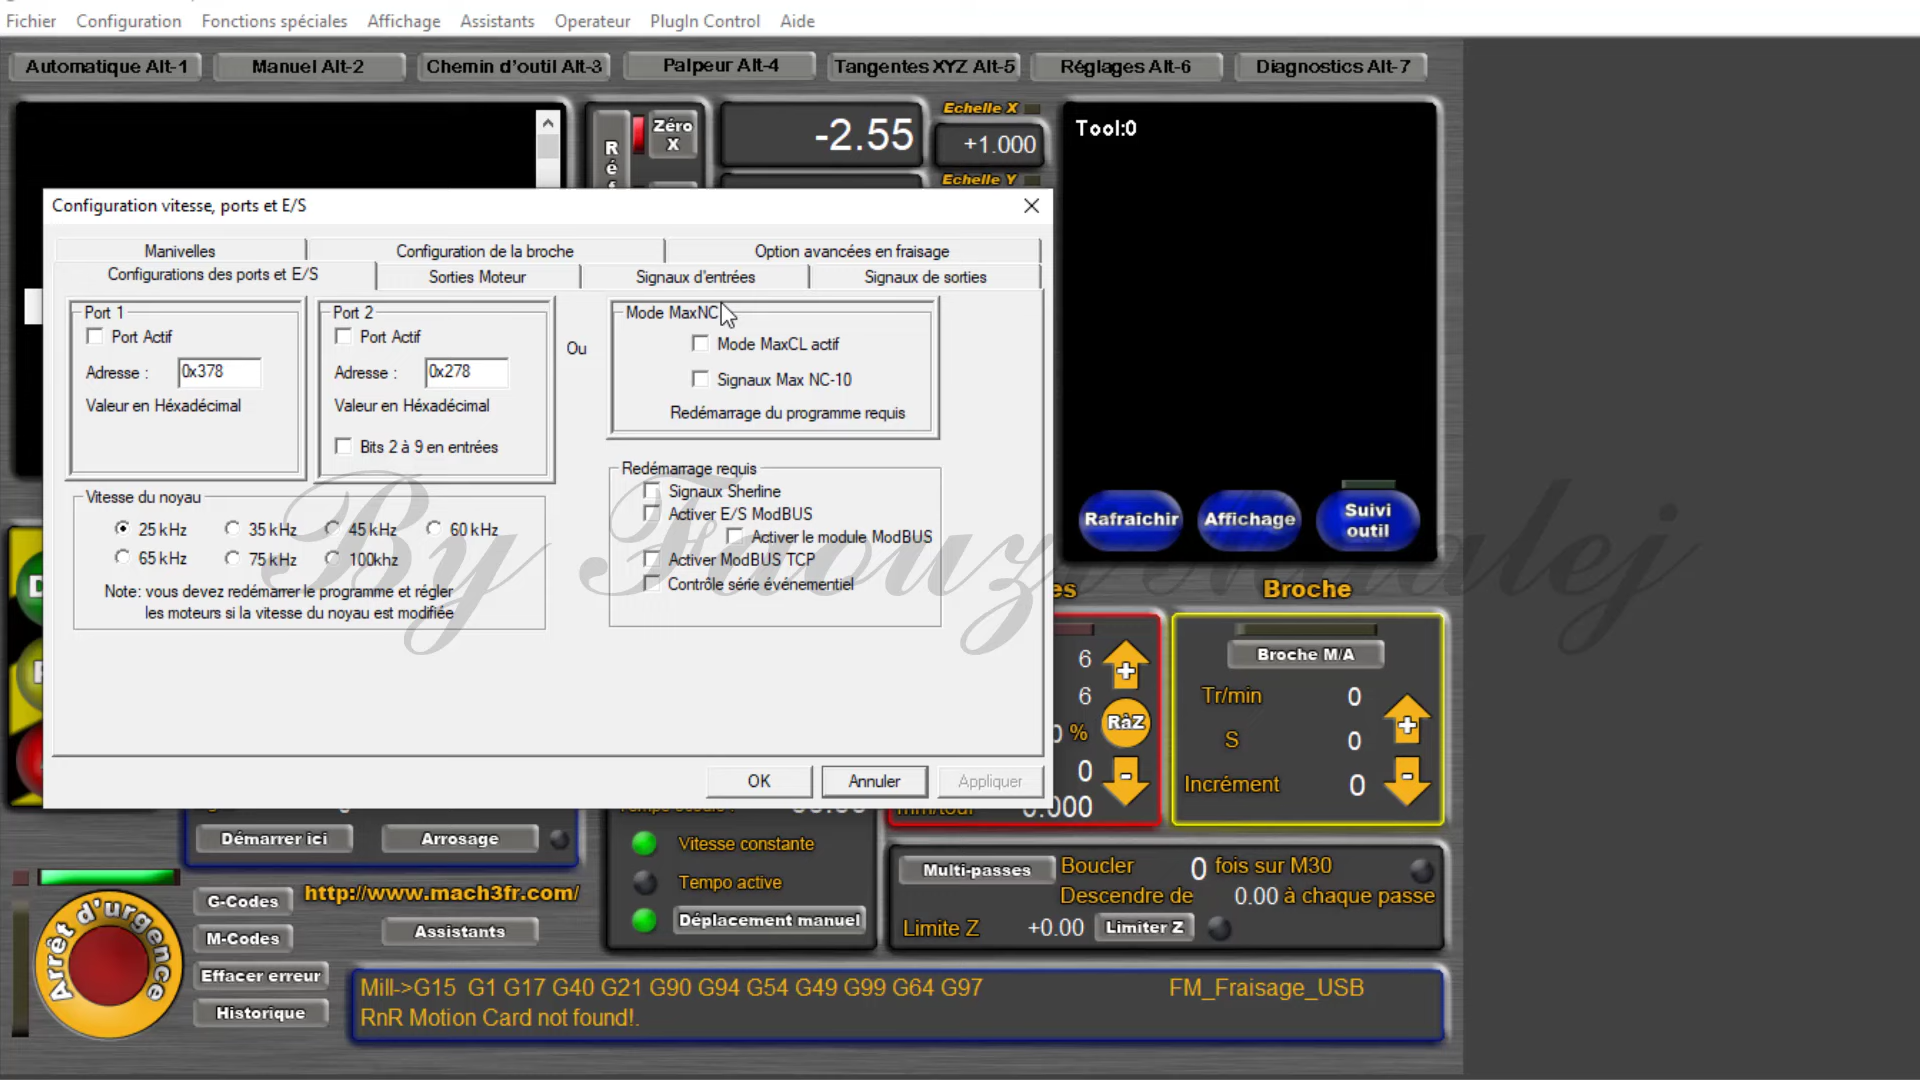 Fichier Configuration Fonctions spéciales Affichage Assistants Operateur PlugIn Control Aide
Automatique Alt-1 Manuel Alt-2 Chemin d'outil Alt-3 Palpeur Alt-4 Tangentes XYZ Alt-5 Réglages Alt-6 Diagnostics Alt-7
Zéro X
-2.55
Echelle X
+1.000
Echelle Y
Tool:0
Configuration vitesse, ports et E/S
Manivelles Configuration de la broche Option avancées en fraisage
Configurations des ports et E/S Sorties Moteur Signaux d'entrées Signaux de sorties
Port 1
Port Actif
Adresse : 0x378
Valeur en Héxadécimal
Port 2
Port Actif
Adresse : 0x278
Valeur en Héxadécimal
Bits 2 à 9 en entrées
Ou
Mode MaxNC
Mode MaxCL actif
Signaux Max NC-10
Redémarrage du programme requis
Vitesse du noyau
25 kHz 35 kHz 45 kHz 60 kHz
65 kHz 75 kHz 100khz
Note: vous devez redémarrer le programme et régler
les moteurs si la vitesse du noyau est modifiée
Redémarrage requis
Signaux Sherline
Activer E/S ModBUS
Activer le module ModBUS
Activer ModBUS TCP
Contrôle série événementiel
OK Annuler Appliquer
Rafraîchir Affichage Suivi outil
Broche
Broche M/A
Tr/min 0
S 0
Incrément 0
6
6
%
RàZ
0
0.000
Démarrer ici Arrosage
Vitesse constante
Tempo active
Déplacement manuel
Multi-passes Boucler 0 fois sur M30
Descendre de 0.00 à chaque passe
Limite Z +0.00 Limiter Z
Arrêt d'urgence
G-Codes http://www.mach3fr.com/
M-Codes Assistants
Effacer erreur
Historique
Mill->G15 G1 G17 G40 G21 G90 G94 G54 G49 G99 G64 G97 FM_Fraisage_USB
RnR Motion Card not found!.